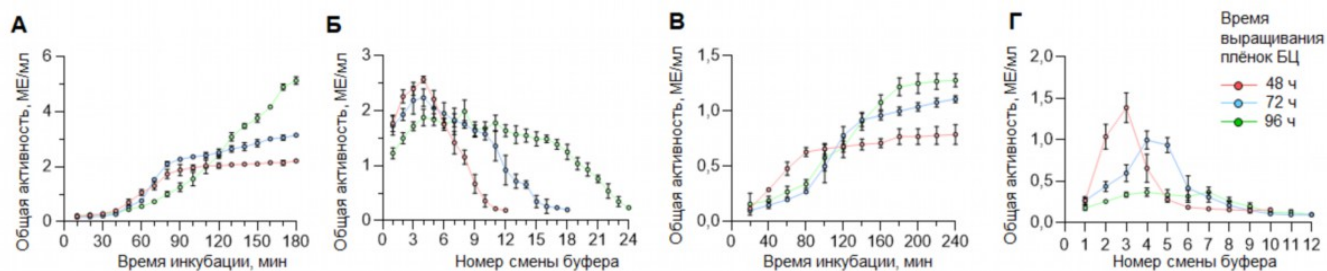 А
Общая активность, МЕ/мл
6
4
2
0
0 30 60 90 120 150 180
Время инкубации, мин
Б
Общая активность, МЕ/мл
3
2
1
0
0 3 6 9 12 15 18 21 24
Номер смены буфера
В
Общая активность, МЕ/мл
1,5
1,0
0,5
0,0
0 40 80 120 160 200 240
Время инкубации, мин
Г
Общая активность, МЕ/мл
2,0
1,5
1,0
0,5
0,0
0 1 2 3 4 5 6 7 8 9 10 11 12
Номер смены буфера
Время
выращивания
плёнок БЦ
48 ч
72 ч
96 ч